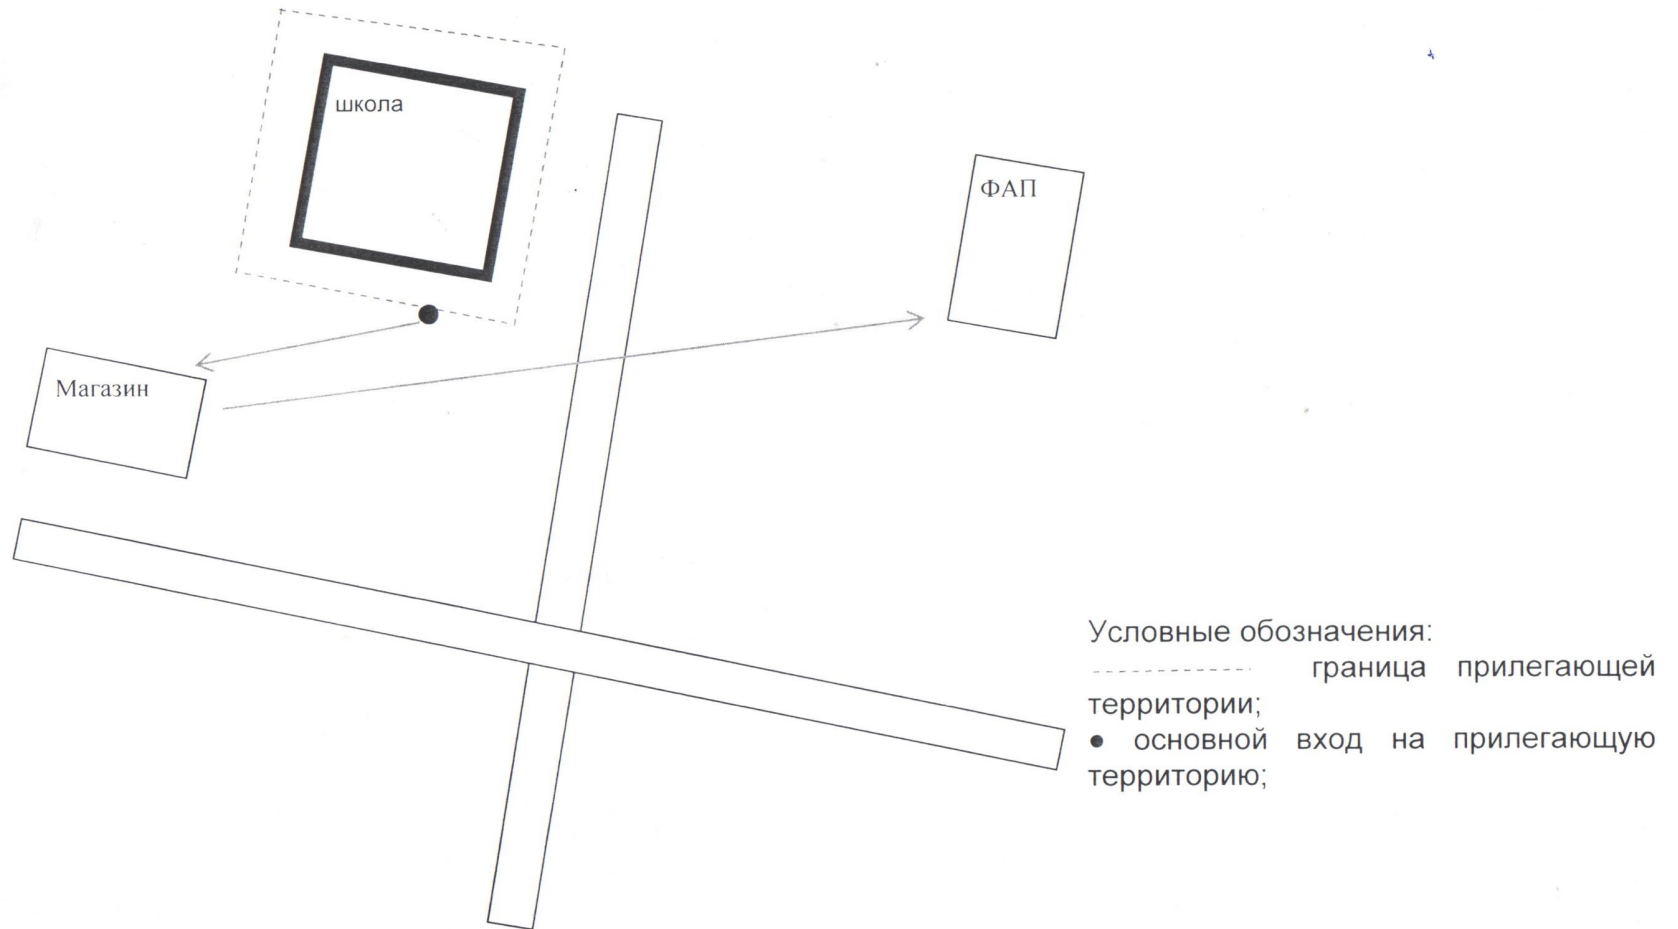 школа
ФАП
Магазин
Условные обозначения:
граница прилегающей
территории;
● основной вход на прилегающую
территорию;